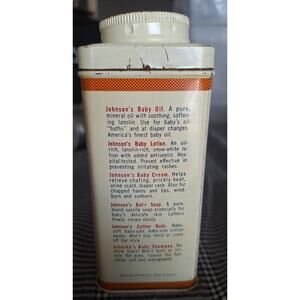 Johnson's Baby Oil. A pure,
mineral oil with soothing, soften-
ing lanolin. Use for baby's oil
"baths" and at diaper changes.
America's finest baby oil.
Johnson's Baby Lotion. An oil-
rich, lanolin-rich, snow-white lo-
tion with added antiseptic. Hos-
pital-tested. Proved effective in
preventing irritating rashes.
Johnson's Baby Cream. Helps
relieve chafing, prickly heat,
urine scald, diaper rash. Also for
chapped hands and lips, wind-
burn and sunburn.
Johnson's Baby Soap. A pure,
bland castile soap especially for
baby's delicate skin. Lathers
freely, rinses easily.
Johnson's Cotton Buds. Baby-
soft, baby-safe, baby-size cotton
swabs. Won't slip, twist or come
off the stick.
Johnson's Baby Shampoo. No
more tears! Won't burn or irri-
tate the eyes. Leaves the hair
clean, soft and manageable.